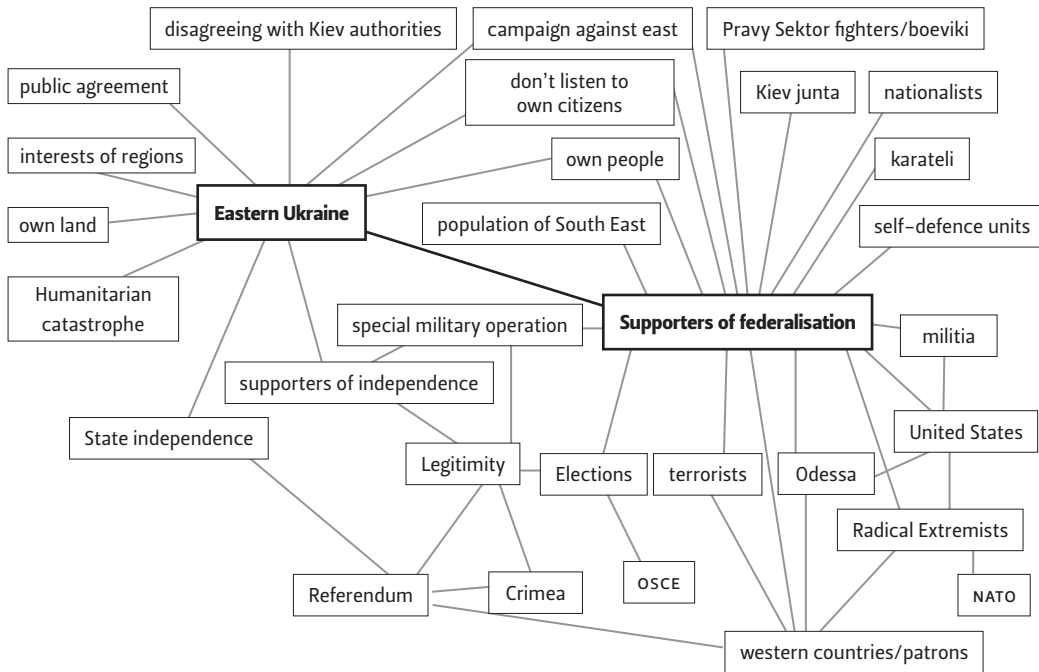 disagreeing with Kiev authorities
campaign against east
Pravy Sektor fighters/boeviki
public agreement
don’t listen to
own citizens
Kiev junta
nationalists
interests of regions
own people
karateli
Eastern Ukraine
own land
population of South East
self-defence units
Humanitarian
catastrophe
special military operation
Supporters of federalisation
militia
supporters of independence
State independence
United States
Legitimity
Elections
terrorists
Odessa
Radical Extremists
Referendum
Crimea
OSCE
NATO
western countries/patrons